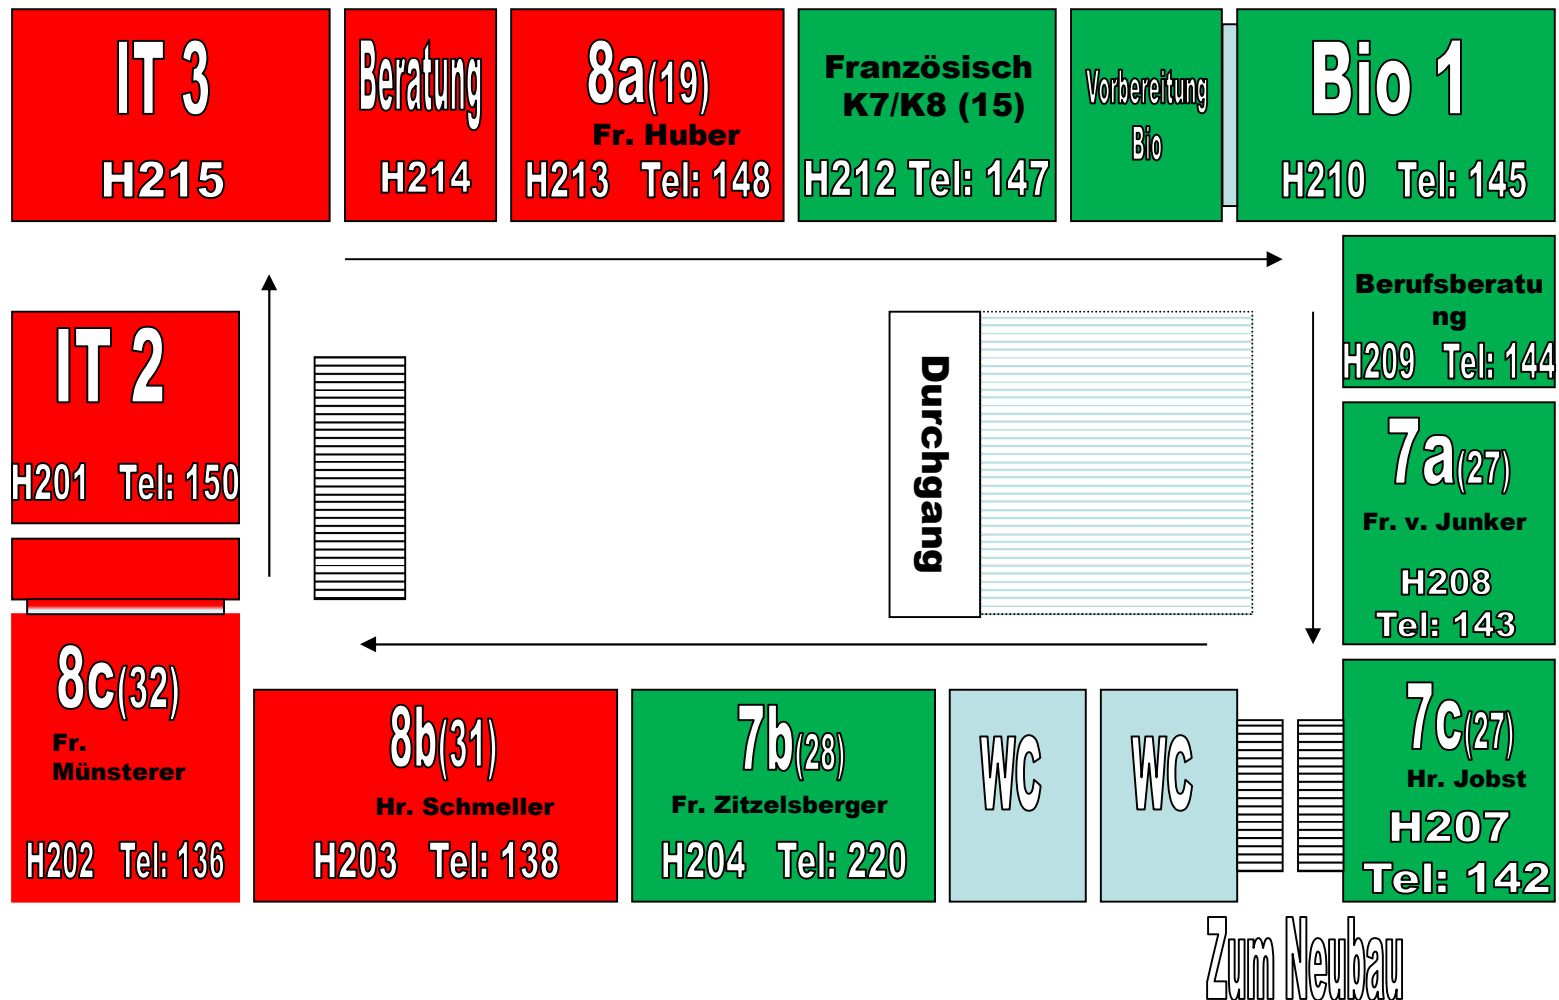 IT 3
H215
Beratung
H214
8a(19)
Fr. Huber
H213 Tel: 148
Französisch
K7/K8 (15)
H212 Tel: 147
Vorbereitung
Bio
Bio 1
H210 Tel: 145
Berufsberatu
ng
H209 Tel: 144
IT 2
H201 Tel: 150
Durchgang
7a(27)
Fr. v. Junker
H208
Tel: 143
8c(32)
Fr.
Münsterer
H202 Tel: 136
8b(31)
Hr. Schmeller
H203 Tel: 138
7b(28)
Fr. Zitzelsberger
H204 Tel: 220
WC
WC
7c(27)
Hr. Jobst
H207
Tel: 142
Zum Neubau